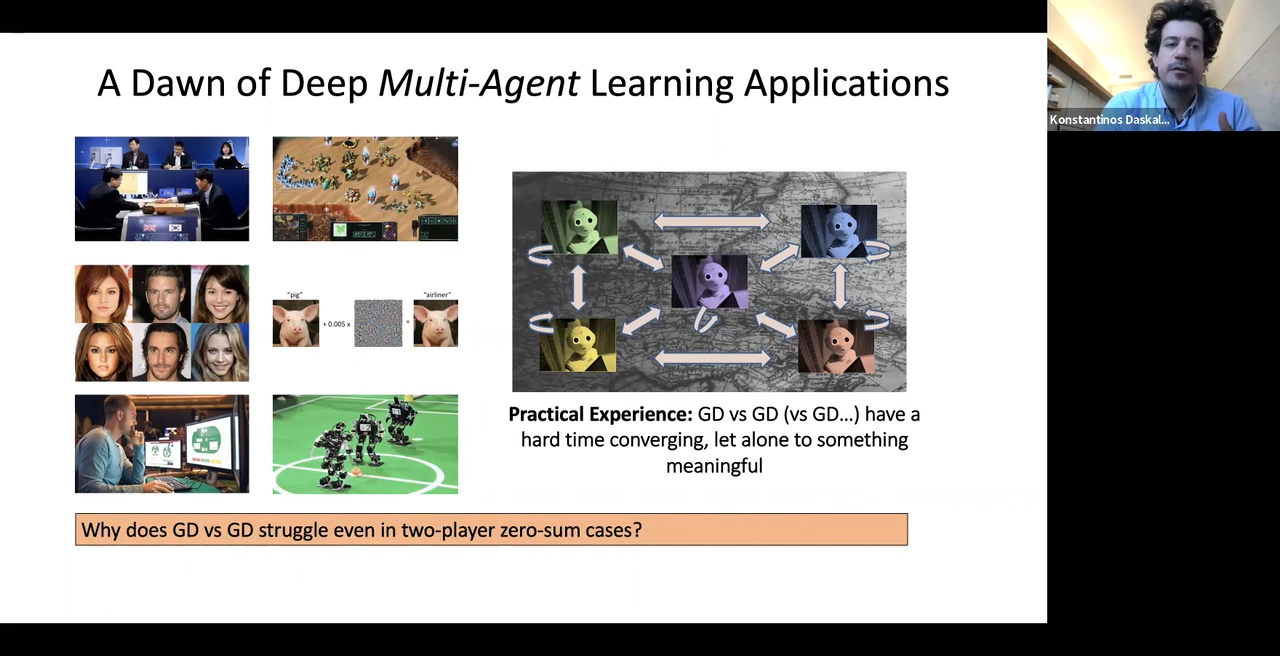 A Dawn of Deep Multi-Agent Learning Applications
Konstantinos Daskal...
"pig"
"airliner"
+ 0.005 x
=
Practical Experience: GD vs GD (vs GD...) have a
hard time converging, let alone to something
meaningful
Why does GD vs GD struggle even in two-player zero-sum cases?